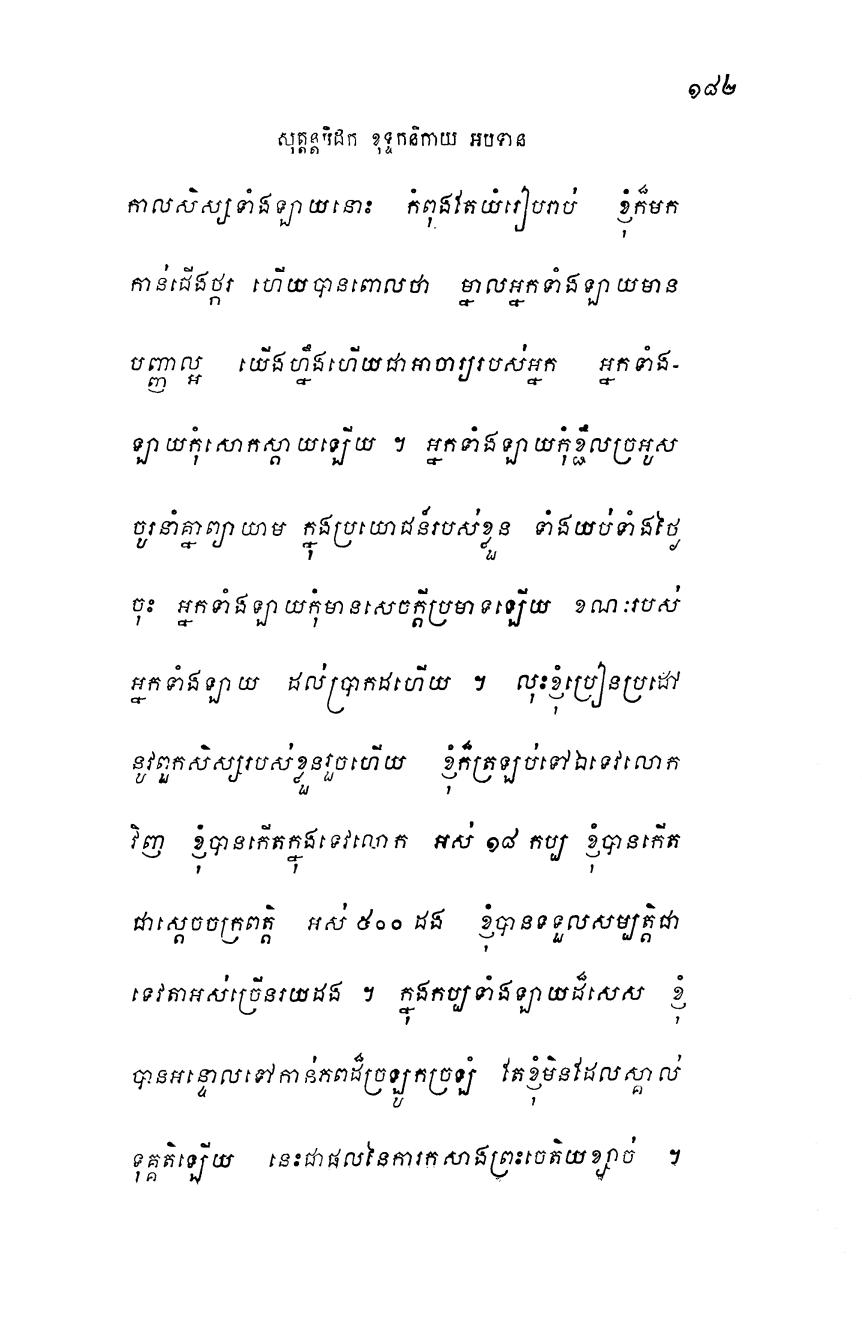 ១៨២
សុត្តន្តបិដក ខុទ្ទកនិកាយ អបទាន
កាលសិស្សទាំងឡាយនោះ កំពុងតែយំរៀបរាប់ ខ្ញុំក៏មក
កាន់ជើងថ្ករ ហើយបានពោលថា ម្នាលអ្នកទាំងឡាយមាន
បញ្ញាល្អ យើងហ្នឹងហើយជាអាចារ្យរបស់អ្នក អ្នកទាំង-
ឡាយកុំសោកស្តាយឡើយ ។ អ្នកទាំងឡាយកុំខ្ជិលច្រអូស
ចូរនាំគ្នាព្យាយាម ក្នុងប្រយោជន៍របស់ខ្លួន ទាំងយប់ទាំងថ្ងៃ
ចុះ អ្នកទាំងឡាយកុំមានសេចក្តីប្រមាទឡើយ ខណៈរបស់
អ្នកទាំងឡាយ ដល់ប្រាកដហើយ ។ លុះខ្ញុំប្រៀនប្រដៅ
នូវពួកសិស្សរបស់ខ្លួនរួចហើយ ខ្ញុំក៏ត្រឡប់ទៅឯទេវលោក
វិញ ខ្ញុំបានកើតក្នុងទេវលោក អស់ ១៨ កប្ប ខ្ញុំបានកើត
ជាស្តេចចក្រពត្តិ អស់ ៥០០ ដង ខ្ញុំបានទទួលសម្បត្តិជា
ទេវតាអស់ច្រើនរយដង ។ ក្នុងកប្បទាំងឡាយដ៏សេស ខ្ញុំ
បានអន្ទោលទៅកាន់ភពដ៏ច្រឡូកច្រឡំ តែខ្ញុំមិនដែលស្គាល់
ទុគ្គតិឡើយ នេះជាផលនៃការកសាងព្រះចេតិយខ្សាច់ ។